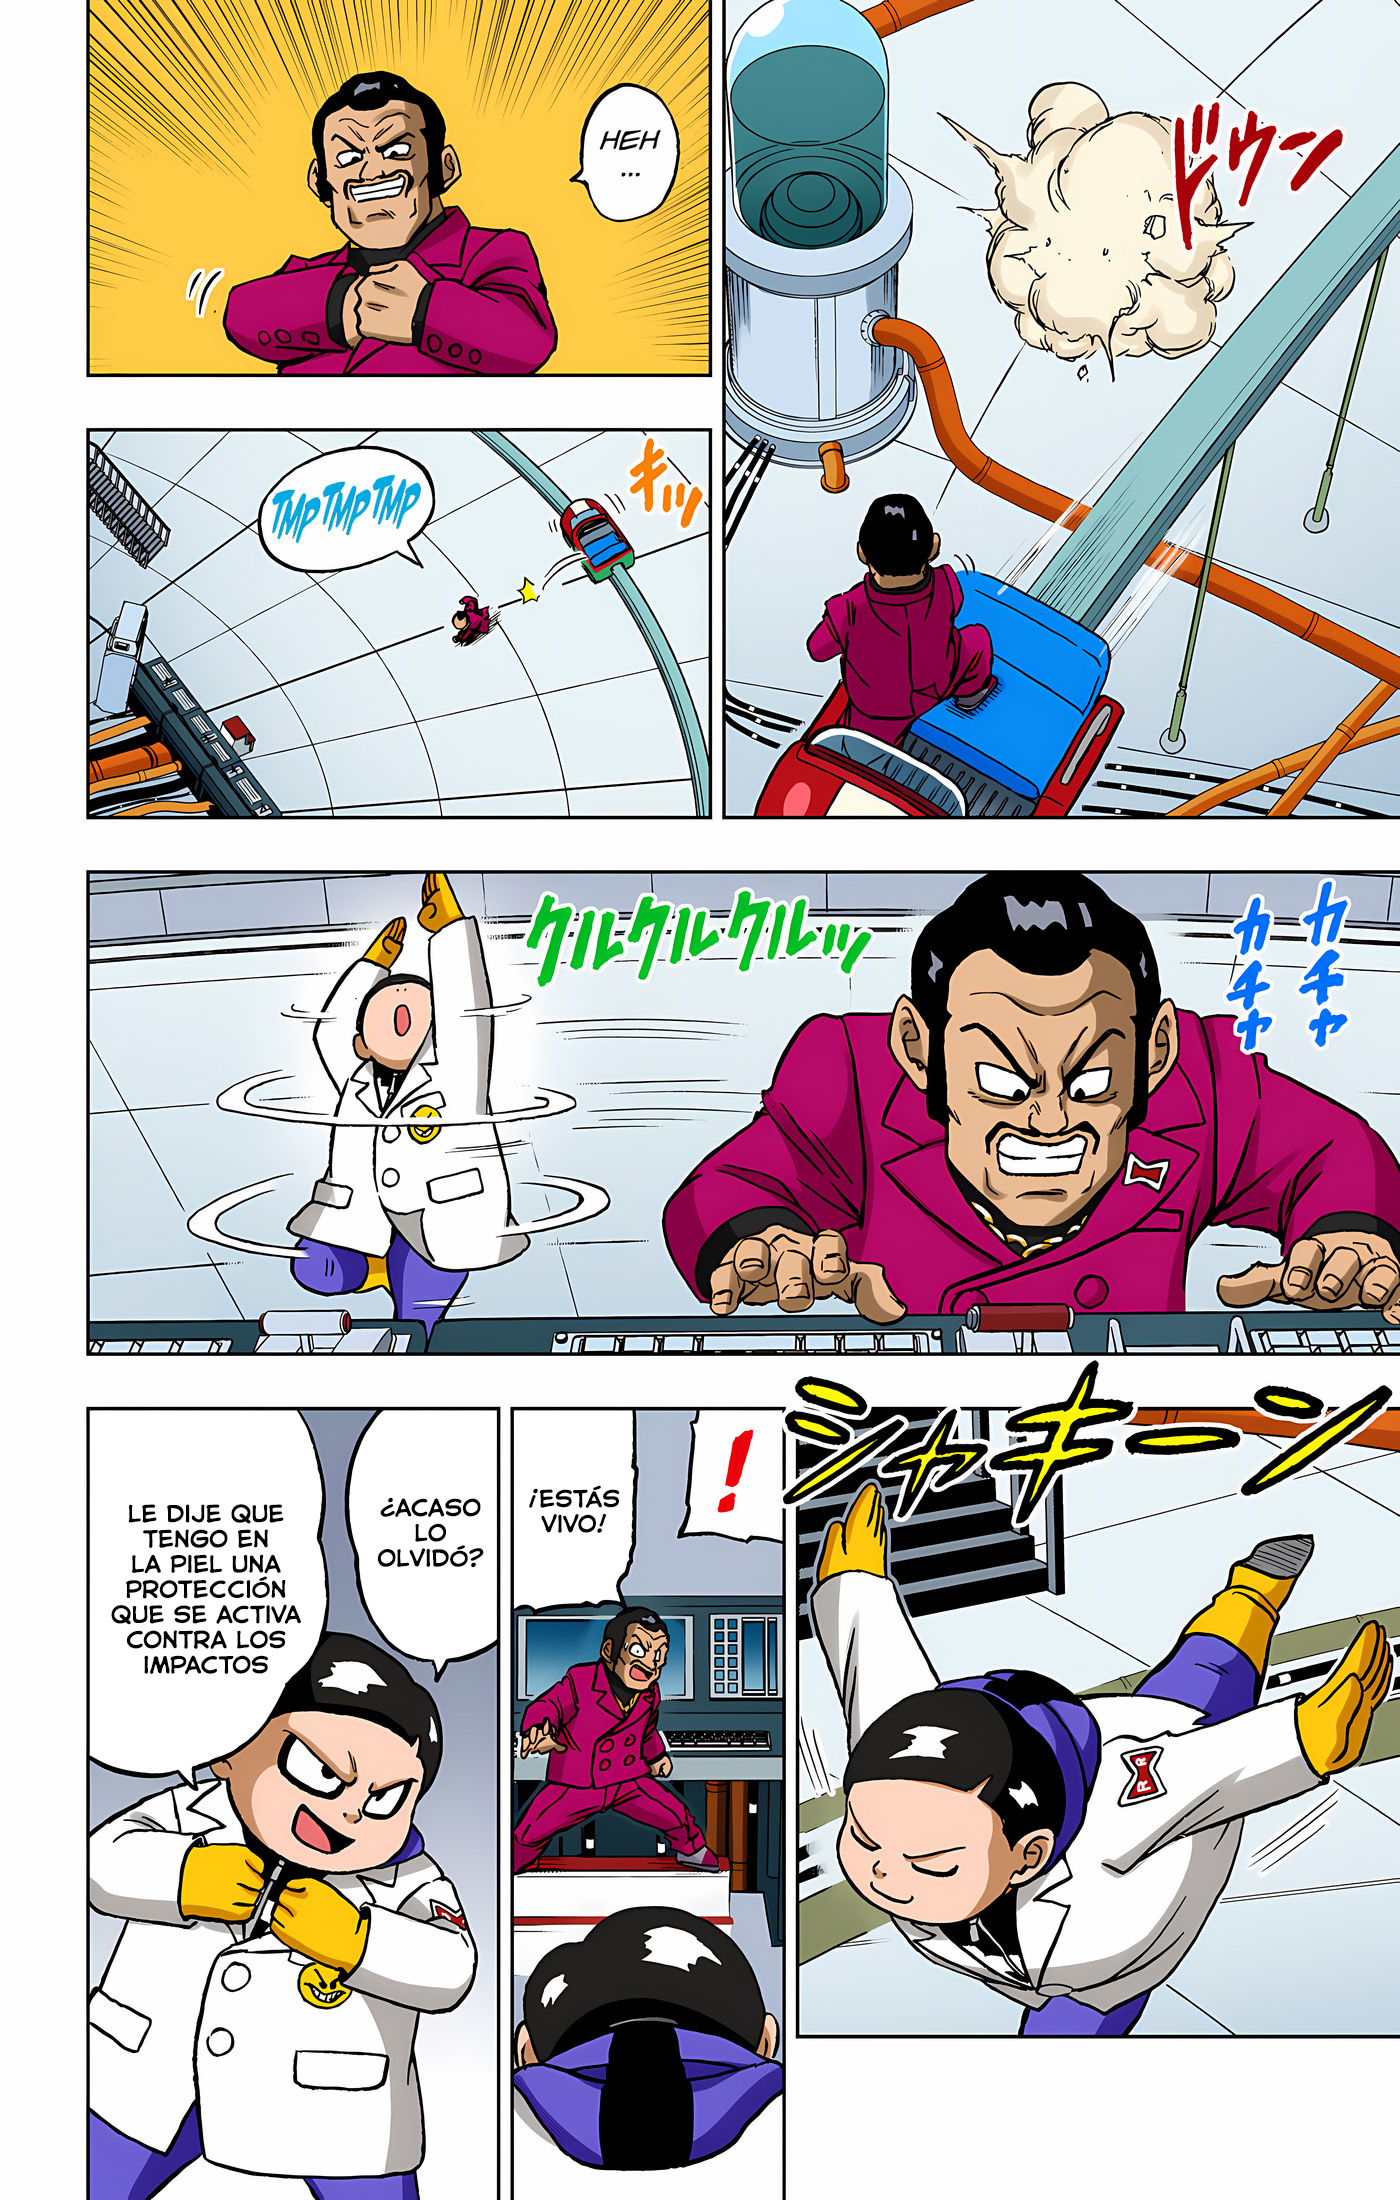 ドゥン
HEH
...
キッ
TMP TMP TMP
カチャ
カチャ
クルクルクルッ
シャキーン
RR
!
¡ESTÁS
VIVO!
¿ACASO
LO
OLVIDÓ?
LE DIJE QUE
TENGO EN
LA PIEL UNA
PROTECCIÓN
QUE SE ACTIVA
CONTRA LOS
IMPACTOS